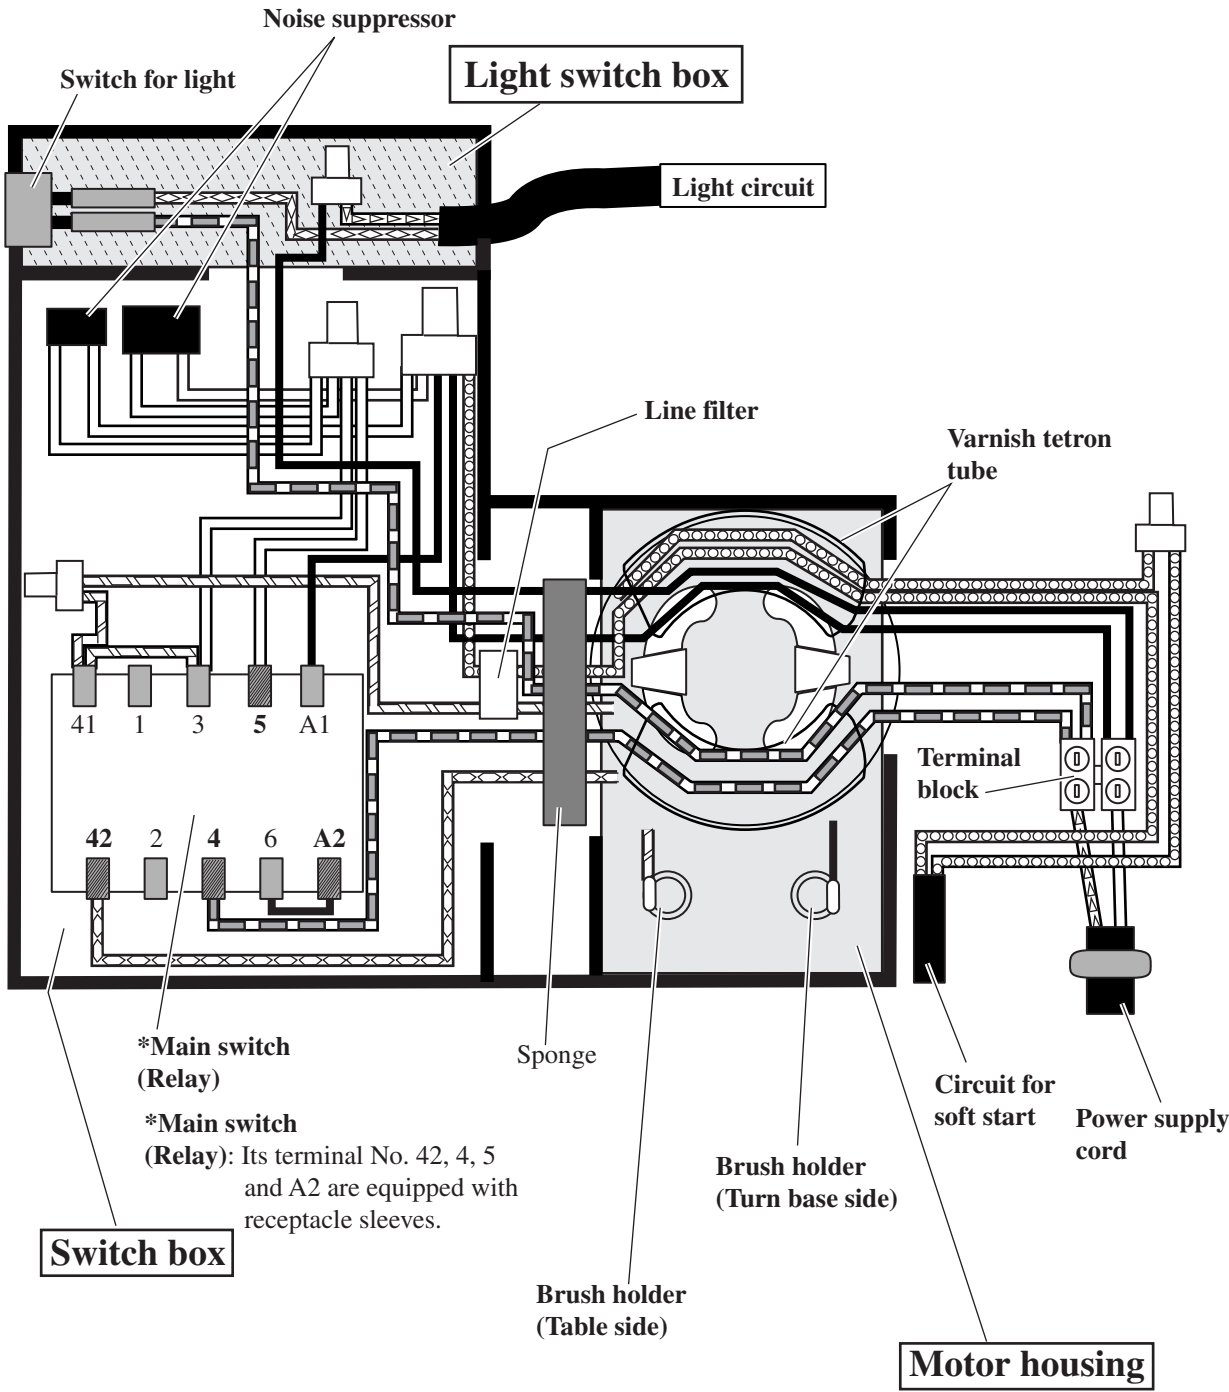 Noise suppressor
Switch for light
Light switch box
Light circuit
Line filter
Varnish tetron
tube
41
1
3
5
A1
Terminal
block
42
2
4
6
A2
*Main switch
(Relay)
Sponge
*Main switch
(Relay): Its terminal No. 42, 4, 5
and A2 are equipped with
receptacle sleeves.
Circuit for
soft start
Power supply
cord
Brush holder
(Turn base side)
Switch box
Brush holder
(Table side)
Motor housing